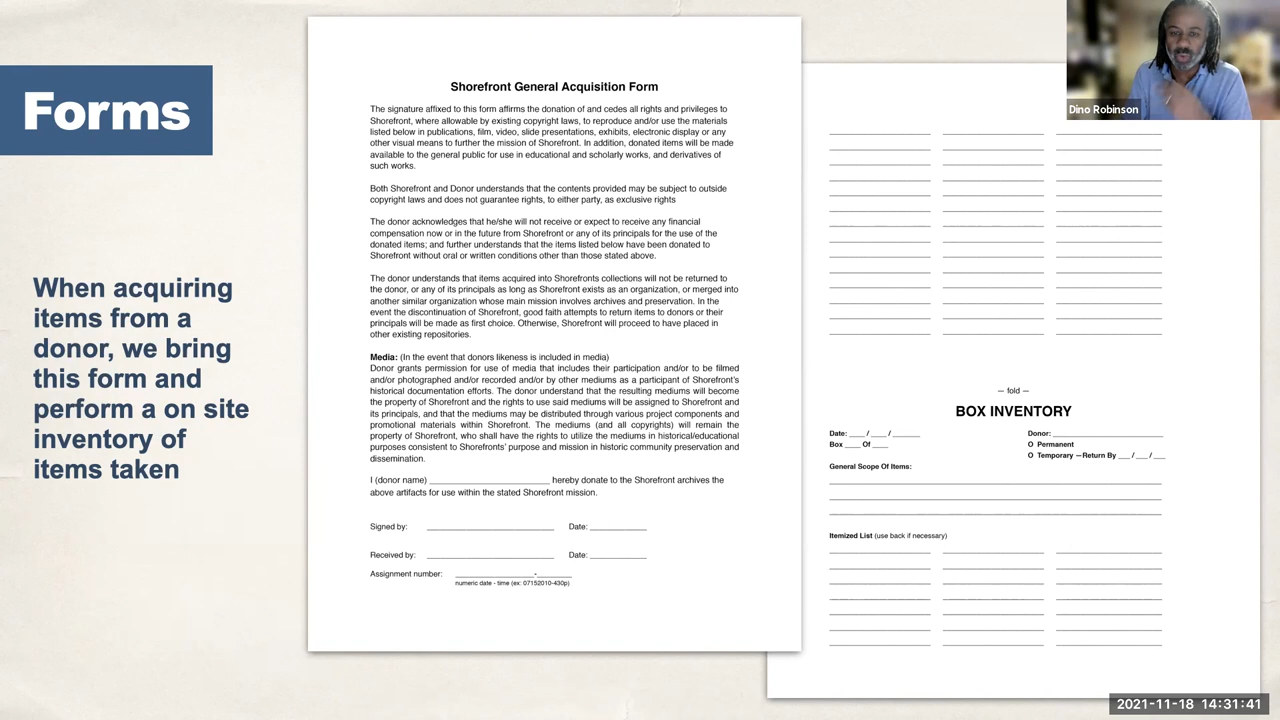 Forms
When acquiring
items from a
donor, we bring
this form and
perform a on site
inventory of
items taken
Shorefront General Acquisition Form
The signature affixed to this form affirms the donation of and cedes all rights and privileges to
Shorefront, where allowable by existing copyright laws, to reproduce and/or use the materials
listed below in publications, film, video, slide presentations, exhibits, electronic display or any
other visual means to further the mission of Shorefront. In addition, donated items will be made
available to the general public for use in educational and scholarly works, and derivatives of
such works.
Both Shorefront and Donor understands that the contents provided may be subject to outside
copyright laws and does not guarantee rights, to either party, as exclusive rights
The donor acknowledges that he/she will not receive or expect to receive any financial
compensation now or in the future from Shorefront or any of its principals for the use of the
donated items; and further understands that the items listed below have been donated to
Shorefront without oral or written conditions other than those stated above.
The donor understands that items acquired into Shorefronts collections will not be returned to
the donor, or any of its principals as long as Shorefront exists as an organization, or merged into
another similar organization whose main mission involves archives and preservation. In the
event the discontinuation of Shorefront, good faith attempts to return items to donors or their
principals will be made as first choice. Otherwise, Shorefront will proceed to have placed in
other existing repositories.
Media: (In the event that donors likeness is included in media)
Donor grants permission for use of media that includes their participation and/or to be filmed
and/or photographed and/or recorded and/or by other mediums as a participant of Shorefront's
historical documentation efforts. The donor understand that the resulting mediums will become
the property of Shorefront and the rights to use said mediums will be assigned to Shorefront and
its principals, and that the mediums may be distributed through various project components and
promotional materials within Shorefront. The mediums (and all copyrights) will remain the
property of Shorefront, who shall have the rights to utilize the mediums in historical/educational
purposes consistent to Shorefronts' purpose and mission in historic community preservation and
dissemination.
I (donor name) __________________________ hereby donate to the Shorefront archives the
above artifacts for use within the stated Shorefront mission.
Signed by: ___________________________ Date: ____________
Received by: ___________________________ Date: ____________
Assignment number: _________________-________
numeric date - time (ex: 07152010-430p)
Dino Robinson
— fold —
BOX INVENTORY
Date: ____ / ____ / _______ Donor: ____________________________
Box ____ Of ____ O Permanent
O Temporary —Return By ___ / ___ / ___
General Scope Of Items:
Itemized List (use back if necessary)
2021-11-18 14:31:41